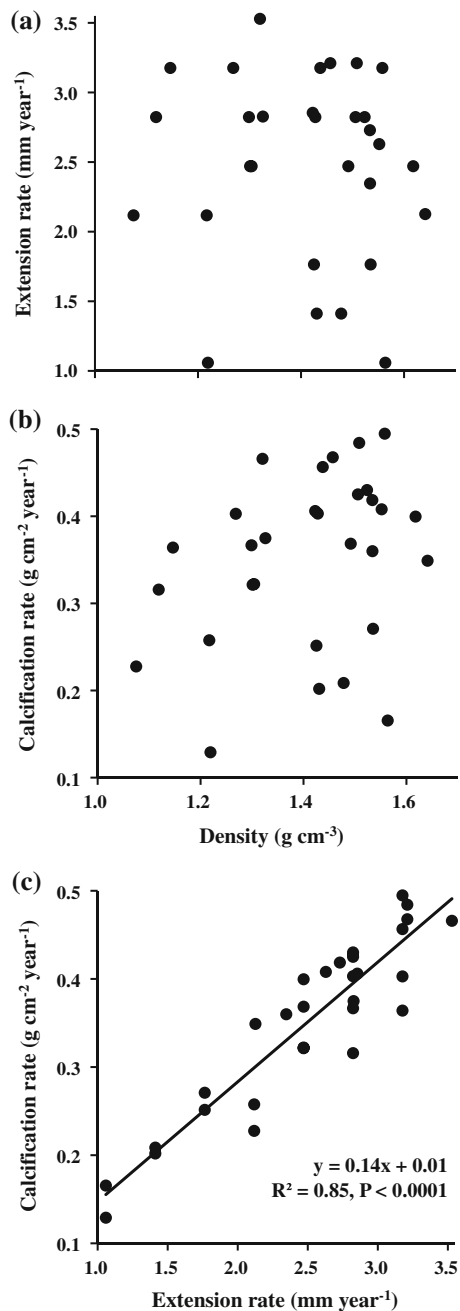 (a)
Extension rate (mm year⁻¹)
3.5
3.0
2.5
2.0
1.5
1.0
(b)
Calcification rate (g cm⁻² year⁻¹)
0.5
0.4
0.3
0.2
0.1
1.0 1.2 1.4 1.6
Density (g cm⁻³)
(c)
Calcification rate (g cm⁻² year⁻¹)
0.5
0.4
0.3
0.2
0.1
y = 0.14x + 0.01
R² = 0.85, P < 0.0001
1.0 1.5 2.0 2.5 3.0 3.5
Extension rate (mm year⁻¹)